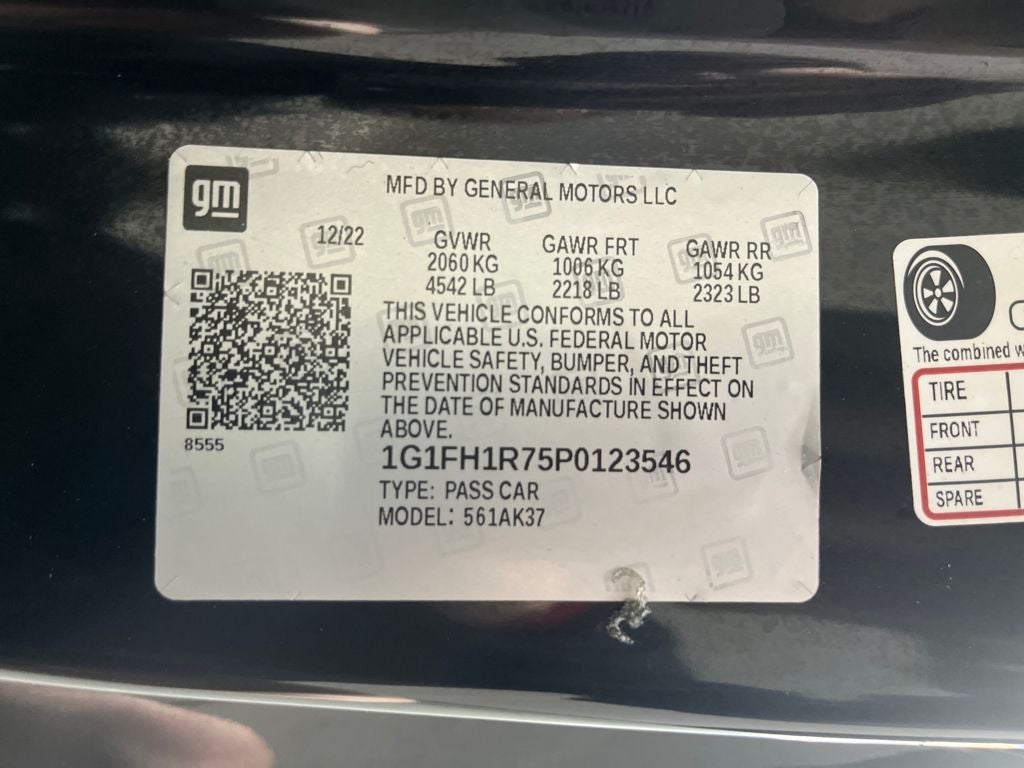 gm
MFD BY GENERAL MOTORS LLC
12/22
GVWR
2060 KG
4542 LB
GAWR FRT
1006 KG
2218 LB
GAWR RR
1054 KG
2323 LB
THIS VEHICLE CONFORMS TO ALL
APPLICABLE U.S. FEDERAL MOTOR
VEHICLE SAFETY, BUMPER, AND THEFT
PREVENTION STANDARDS IN EFFECT ON
THE DATE OF MANUFACTURE SHOWN
ABOVE.
8555
1G1FH1R75P0123546
TYPE: PASS CAR
MODEL: 561AK37
The combined
TIRE
FRONT
REAR
SPARE